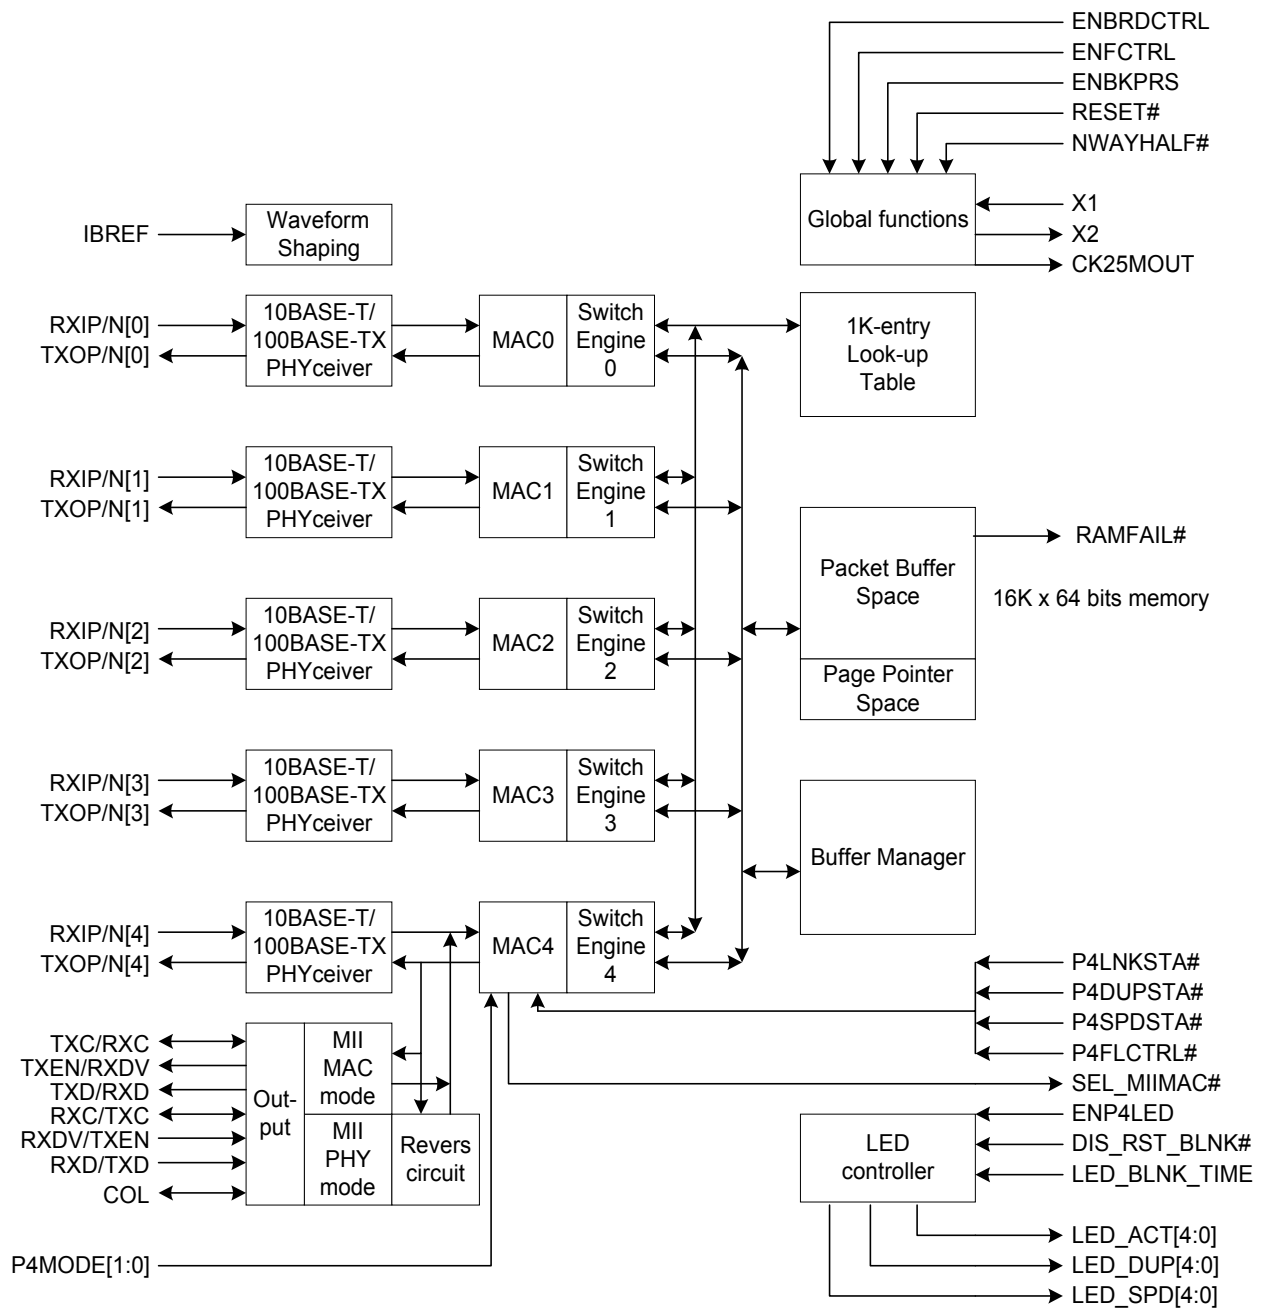 ENBRDCTRL
ENFCTRL
ENBKPRS
RESET#
NWAYHALF#
Global functions
X1
X2
CK25MOUT
IBREF
Waveform
Shaping
RXIP/N[0]
TXOP/N[0]
10BASE-T/
100BASE-TX
PHYceiver
MAC0
Switch
Engine
0
1K-entry
Look-up
Table
RXIP/N[1]
TXOP/N[1]
10BASE-T/
100BASE-TX
PHYceiver
MAC1
Switch
Engine
1
Packet Buffer
Space
RAMFAIL#
16K x 64 bits memory
Page Pointer
Space
RXIP/N[2]
TXOP/N[2]
10BASE-T/
100BASE-TX
PHYceiver
MAC2
Switch
Engine
2
RXIP/N[3]
TXOP/N[3]
10BASE-T/
100BASE-TX
PHYceiver
MAC3
Switch
Engine
3
Buffer Manager
RXIP/N[4]
TXOP/N[4]
10BASE-T/
100BASE-TX
PHYceiver
MAC4
Switch
Engine
4
P4LNKSTA#
P4DUPSTA#
P4SPDSTA#
P4FLCTRL#
SEL_MIIMAC#
TXC/RXC
TXEN/RXDV
TXD/RXD
RXC/TXC
RXDV/TXEN
RXD/TXD
COL
Out-
put
MII
MAC
mode
MII
PHY
mode
Revers
circuit
P4MODE[1:0]
LED
controller
ENP4LED
DIS_RST_BLNK#
LED_BLNK_TIME
LED_ACT[4:0]
LED_DUP[4:0]
LED_SPD[4:0]